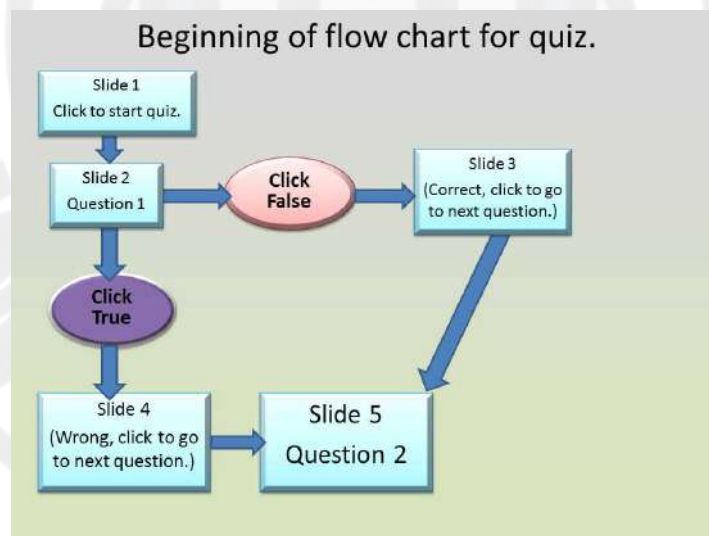 Beginning of flow chart for quiz.
Slide 1
Click to start quiz.
Slide 2
Question 1
Click
False
Slide 3
(Correct, click to go
to next question.)
Click
True
Slide 4
(Wrong, click to go
to next question.)
Slide 5
Question 2